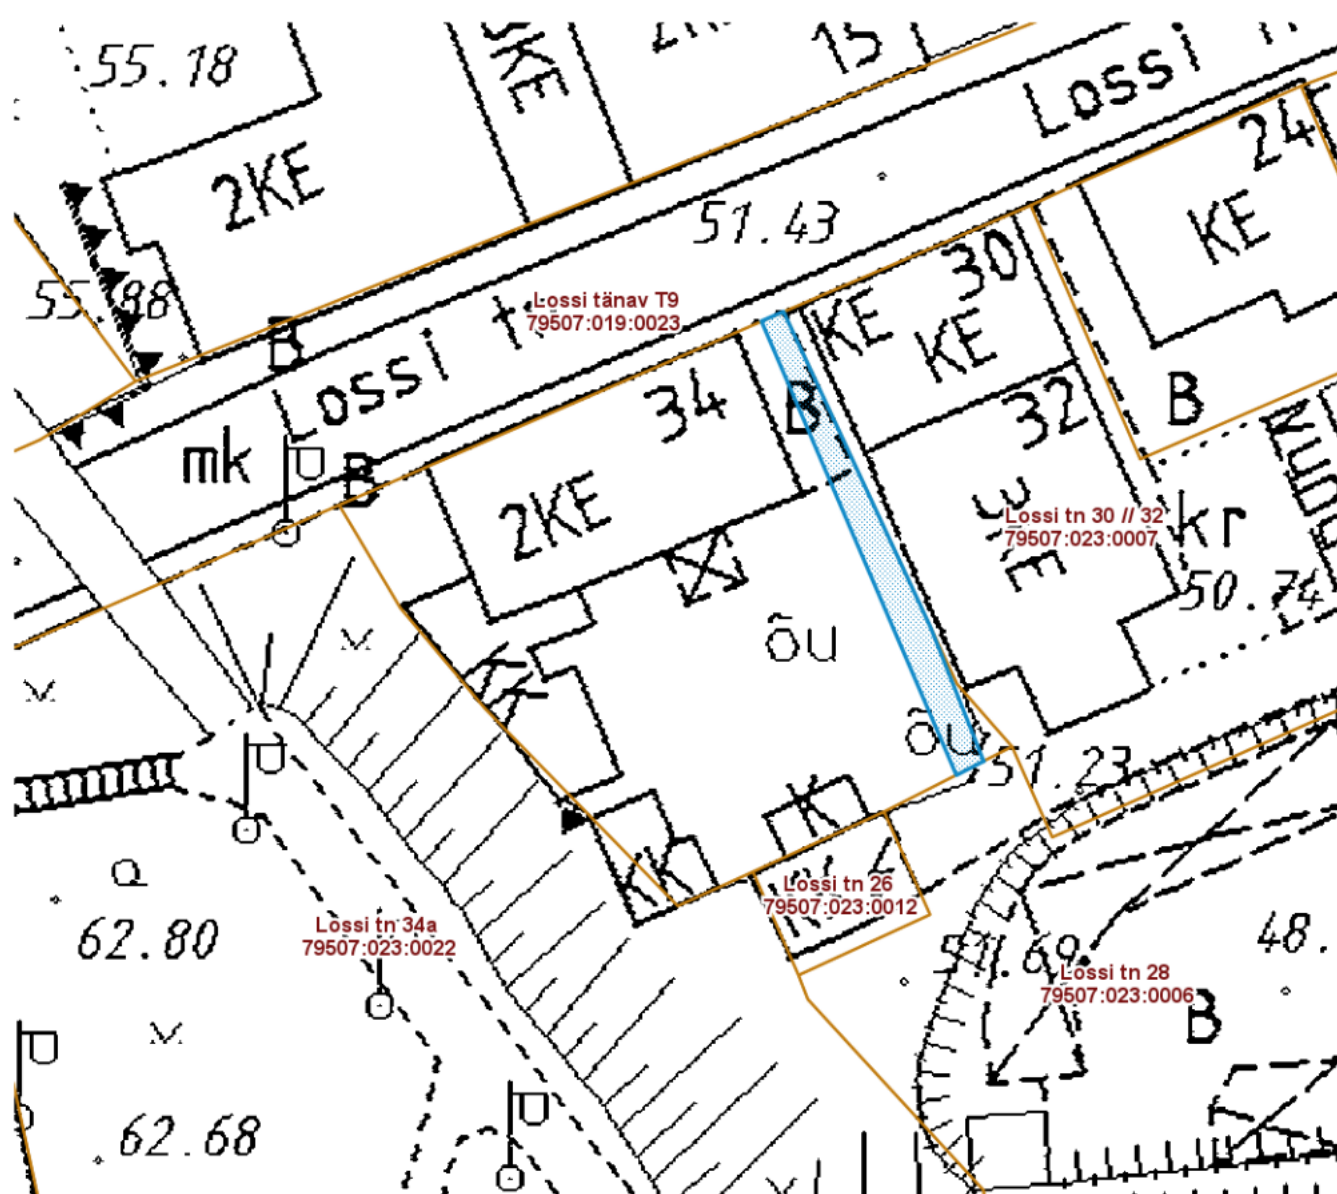 55.18
15
Lossi
2KE
24
KE
51.43
30
55.88
Lossi tänav T9
79507:019:0023
KE
KE
B
Lossi t
34
B
32
B
mk
B
2KE
Lossi tn 30 // 32
79507:023:0007
kr
50.74
õu
õu
51.23
K
Lossi tn 26
79507:023:0012
KK
62.80
Lossi tn 34a
79507:023:0022
51.69
48.
Lossi tn 28
79507:023:0006
B
62.68